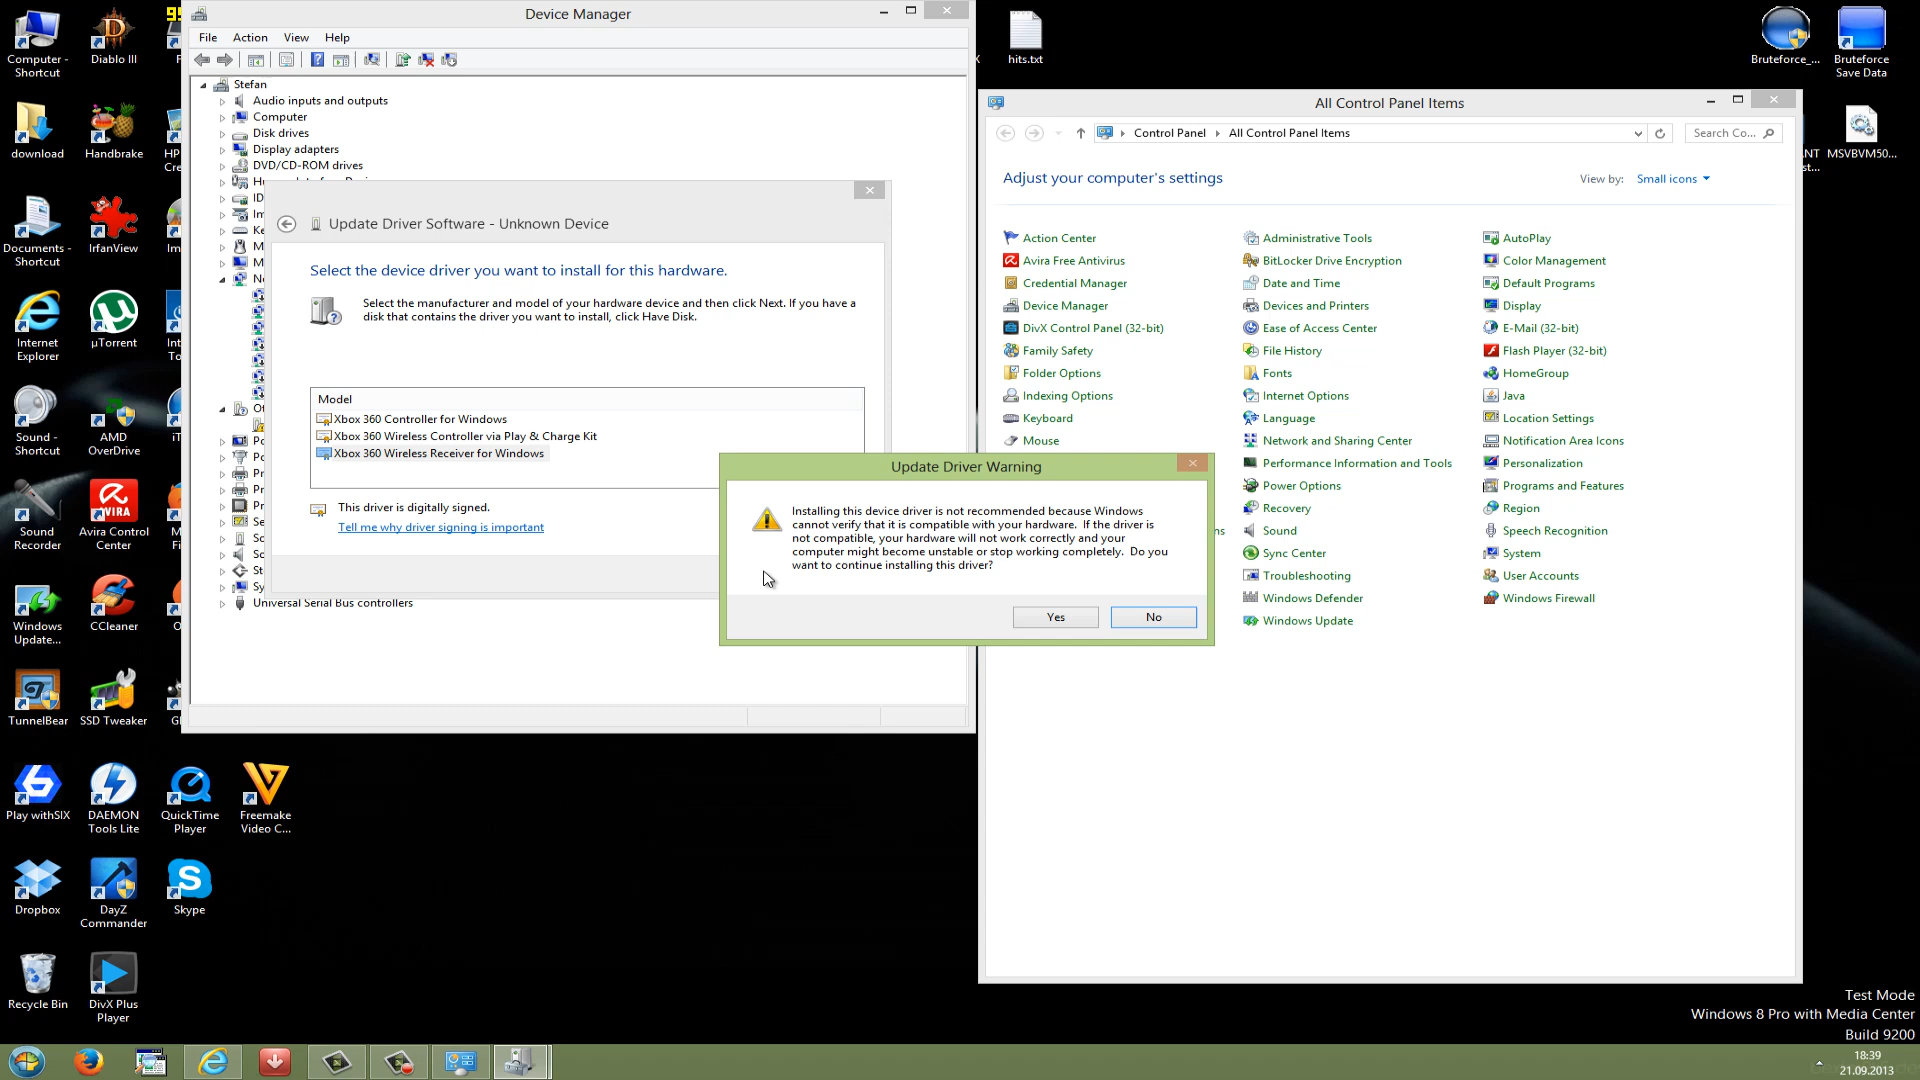 Computer -
Shortcut
Diablo III
download
Handbrake
HP
Cre
Documents -
Shortcut
IrfanView
Im
Internet
Explorer
µTorrent
Int
To
Sound -
Shortcut
AMD
OverDrive
iT
Sound
Recorder
Avira Control
Center
M
Fi
Windows
Update...
CCleaner
O
TunnelBear
SSD Tweaker
Play withSIX
DAEMON
Tools Lite
QuickTime
Player
Freemake
Video C...
Dropbox
DayZ
Commander
Skype
Recycle Bin
DivX Plus
Player
Device Manager
File Action View Help
Stefan
Audio inputs and outputs
Computer
Disk drives
Display adapters
DVD/CD-ROM drives
Universal Serial Bus controllers
Update Driver Software - Unknown Device
Select the device driver you want to install for this hardware.
Select the manufacturer and model of your hardware device and then click Next. If you have a
disk that contains the driver you want to install, click Have Disk.
Model
Xbox 360 Controller for Windows
Xbox 360 Wireless Controller via Play & Charge Kit
Xbox 360 Wireless Receiver for Windows
This driver is digitally signed.
Tell me why driver signing is important
Update Driver Warning
Installing this device driver is not recommended because Windows
cannot verify that it is compatible with your hardware. If the driver is
not compatible, your hardware will not work correctly and your
computer might become unstable or stop working completely. Do you
want to continue installing this driver?
Yes No
hits.txt
Bruteforce_...
Bruteforce
Save Data
MSVBVM50...
All Control Panel Items
Control Panel All Control Panel Items
Search Co...
Adjust your computer's settings
View by: Small icons
Action Center
Avira Free Antivirus
Credential Manager
Device Manager
DivX Control Panel (32-bit)
Family Safety
Folder Options
Indexing Options
Keyboard
Mouse
Administrative Tools
BitLocker Drive Encryption
Date and Time
Devices and Printers
Ease of Access Center
File History
Fonts
Internet Options
Language
Network and Sharing Center
Performance Information and Tools
Power Options
Recovery
Sound
Sync Center
Troubleshooting
Windows Defender
Windows Update
AutoPlay
Color Management
Default Programs
Display
E-Mail (32-bit)
Flash Player (32-bit)
HomeGroup
Java
Location Settings
Notification Area Icons
Personalization
Programs and Features
Region
Speech Recognition
System
User Accounts
Windows Firewall
Test Mode
Windows 8 Pro with Media Center
Build 9200
18:39
21.09.2013